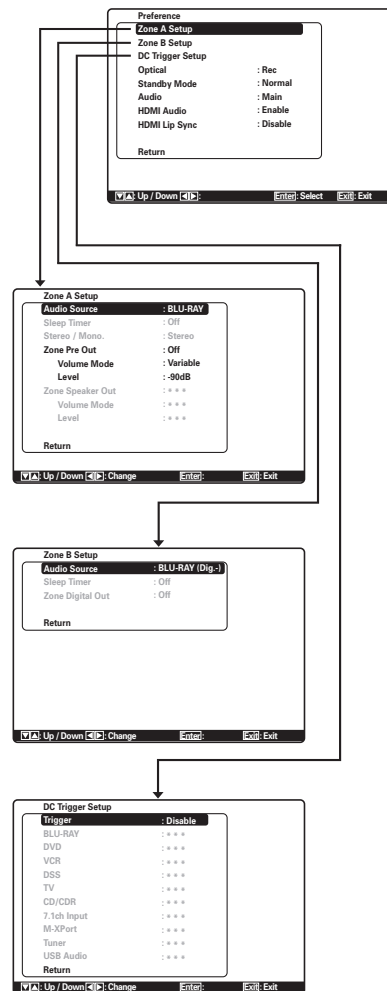 Preference
Zone A Setup
Zone B Setup
DC Trigger Setup
Optical : Rec
Standby Mode : Normal
Audio : Main
HDMI Audio : Enable
HDMI Lip Sync : Disable
Return
▼▲: Up / Down ◀▶: Enter: Select Exit: Exit
Zone A Setup
Audio Source : BLU-RAY
Sleep Timer : Off
Stereo / Mono. : Stereo
Zone Pre Out : Off
Volume Mode : Variable
Level : -90dB
Zone Speaker Out : * * *
Volume Mode : * * *
Level : * * *
Return
▼▲: Up / Down ◀▶: Change Enter: Exit: Exit
Zone B Setup
Audio Source : BLU-RAY (Dig.-)
Sleep Timer : Off
Zone Digital Out : Off
Return
▼▲: Up / Down ◀▶: Change Enter: Exit: Exit
DC Trigger Setup
Trigger : Disable
BLU-RAY : * * *
DVD : * * *
VCR : * * *
DSS : * * *
TV : * * *
CD/CDR : * * *
7.1ch Input : * * *
M-XPort : * * *
Tuner : * * *
USB Audio : * * *
Return
▼▲: Up / Down ◀▶: Change Enter: Exit: Exit